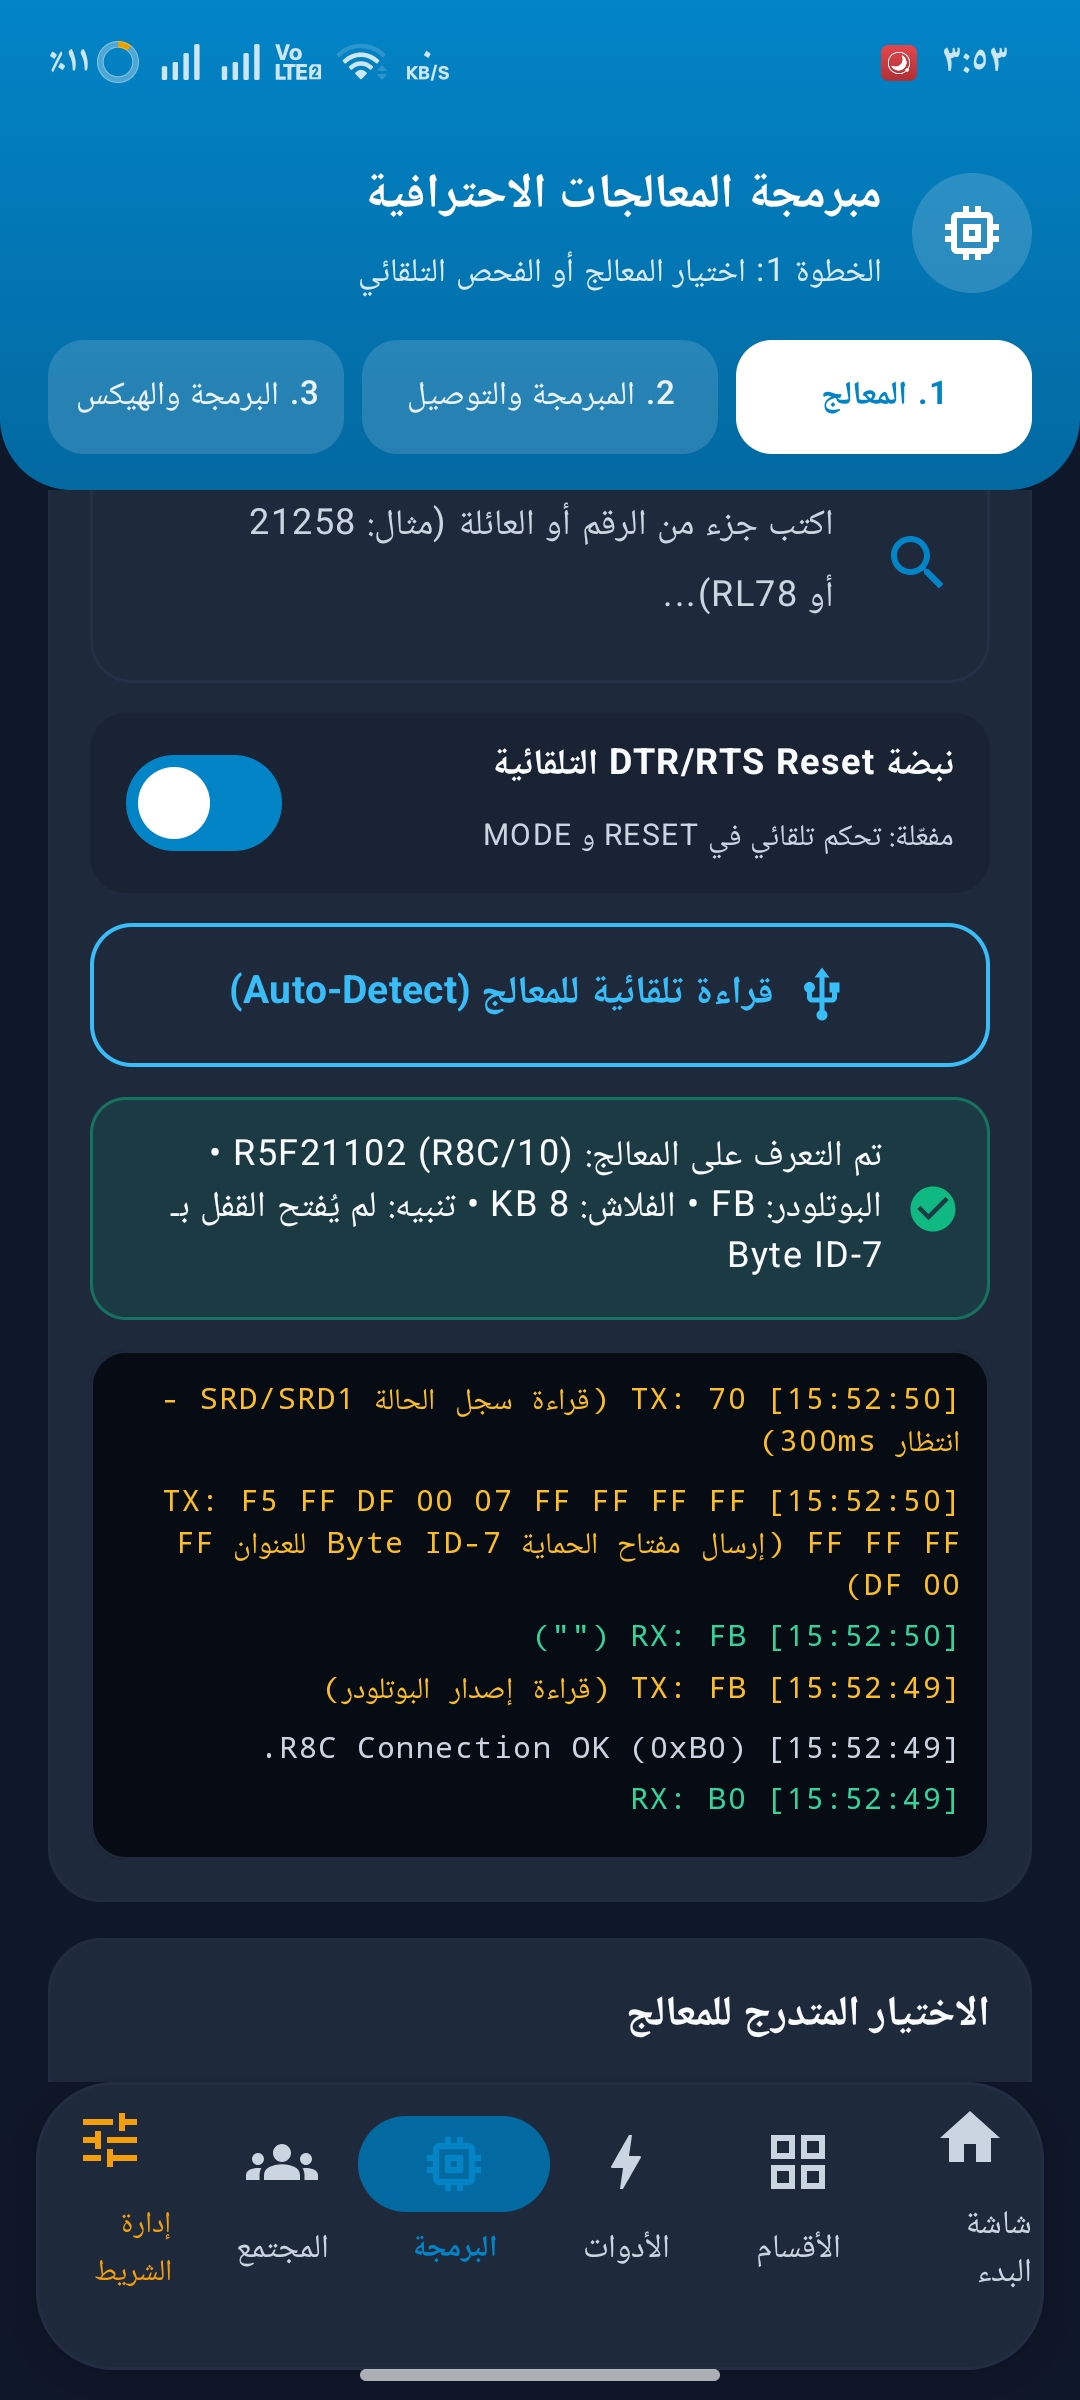 ٣:٥٣
٠ KB/S
Vo LTE 2
٪١١
مبرمجة المعالجات الاحترافية
الخطوة 1: اختيار المعالج أو الفحص التلقائي
1. المعالج
2. المبرمجة والتوصيل
3. البرمجة والهيكس
اكتب جزء من الرقم أو العائلة (مثال: 21258
أو RL78)...
نبضة DTR/RTS Reset التلقائية
مفعّلة: تحكم تلقائي في RESET و MODE
قراءة تلقائية للمعالج (Auto-Detect)
تم التعرف على المعالج: R5F21102 (R8C/10) •
البوتلودر: FB • الفلاش: 8 KB • تنبيه: لم يُفتح القفل بـ
Byte ID-7
[15:52:50] TX: 70 (قراءة سجل الحالة SRD/SRD1 -
انتظار 300ms)
[15:52:50] TX: F5 FF DF 00 07 FF FF FF FF
FF FF FF (إرسال مفتاح الحماية Byte ID-7 للعنوان FF
DF 00)
[15:52:50] RX: FB ("")
[15:52:49] TX: FB (قراءة إصدار البوتلودر)
[15:52:49] R8C Connection OK (0xB0).
[15:52:49] RX: B0
الاختيار المتدرج للمعالج
شاشة
البدء
الأقسام
الأدوات
البرمجة
المجتمع
إدارة
الشريط